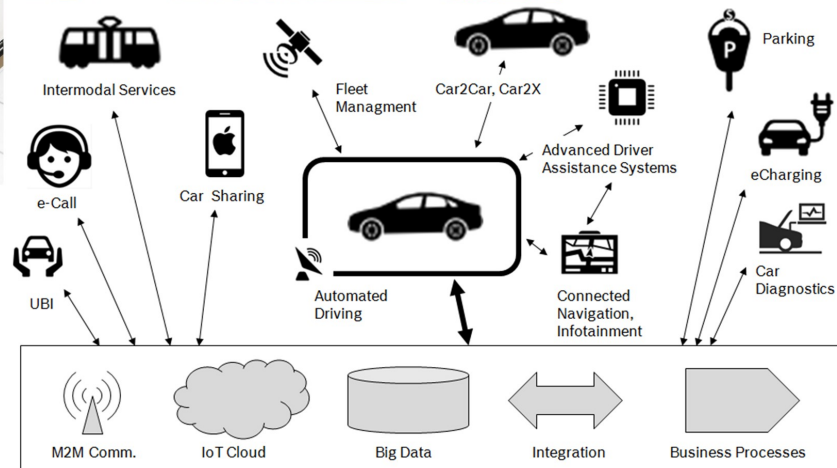 S
P
Parking
Intermodal Services
Fleet
Managment
Car2Car, Car2X
Advanced Driver
Assistance Systems
eCharging
e-Call
Car Sharing
UBI
Automated
Driving
Connected
Navigation,
Infotainment
Car
Diagnostics
M2M Comm.
IoT Cloud
Big Data
Integration
Business Processes